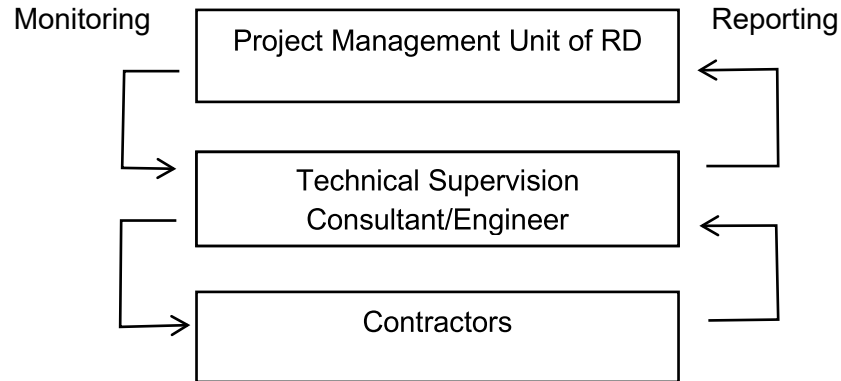 Monitoring
Reporting
Project Management Unit of RD
Technical Supervision
Consultant/Engineer
Contractors